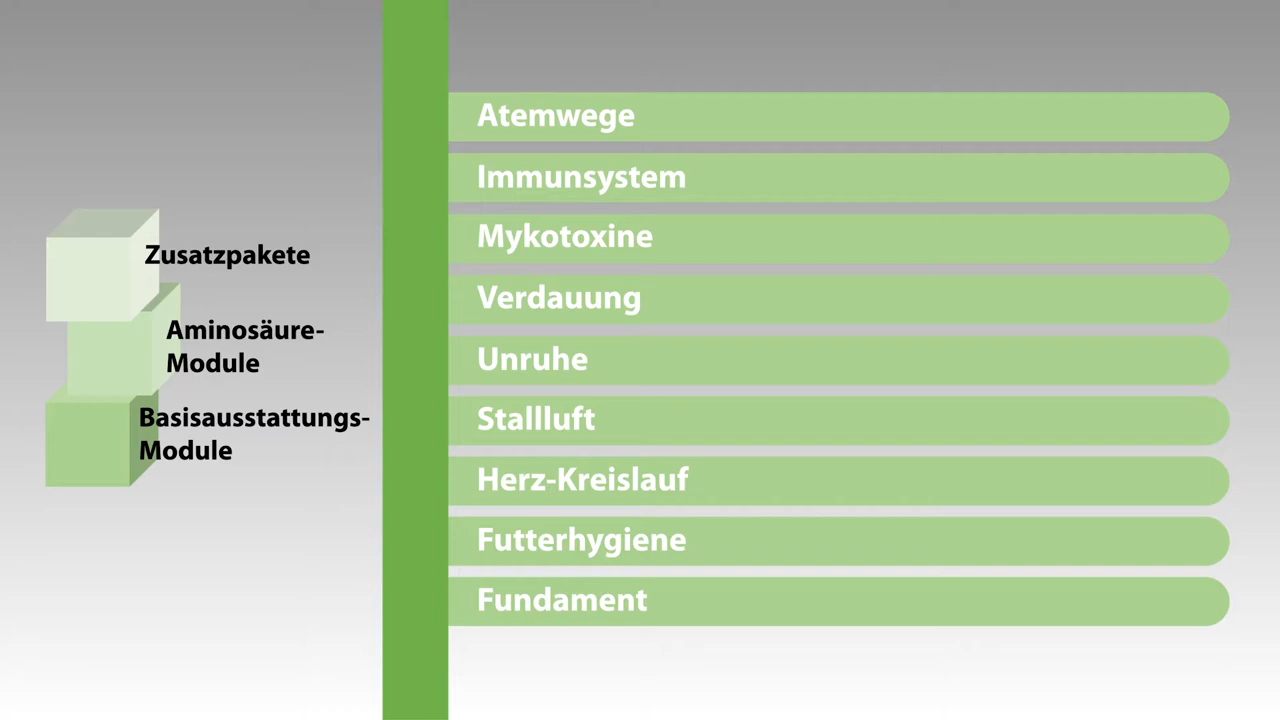 Zusatzpakete
Aminosäure-
Module
Basisausstattungs-
Module
Atemwege
Immunsystem
Mykotoxine
Verdauung
Unruhe
Stallluft
Herz-Kreislauf
Futterhygiene
Fundament